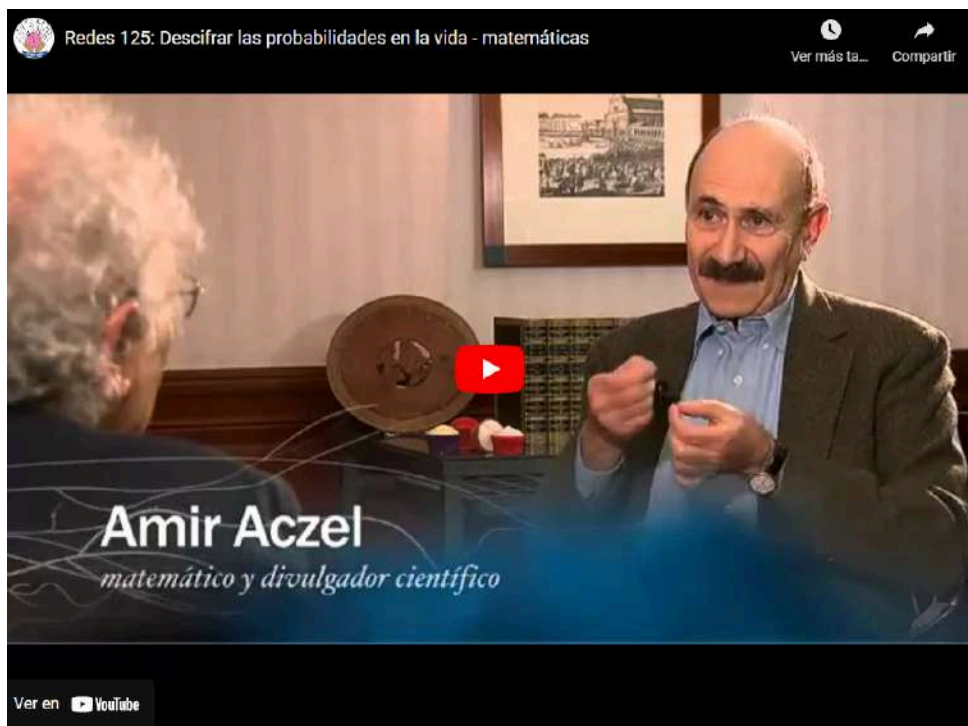 Redes 125: Descifrar las probabilidades en la vida - matemáticas
Ver más ta...
Compartir
Amir Aczel
matemático y divulgador científico
Ver en YouTube